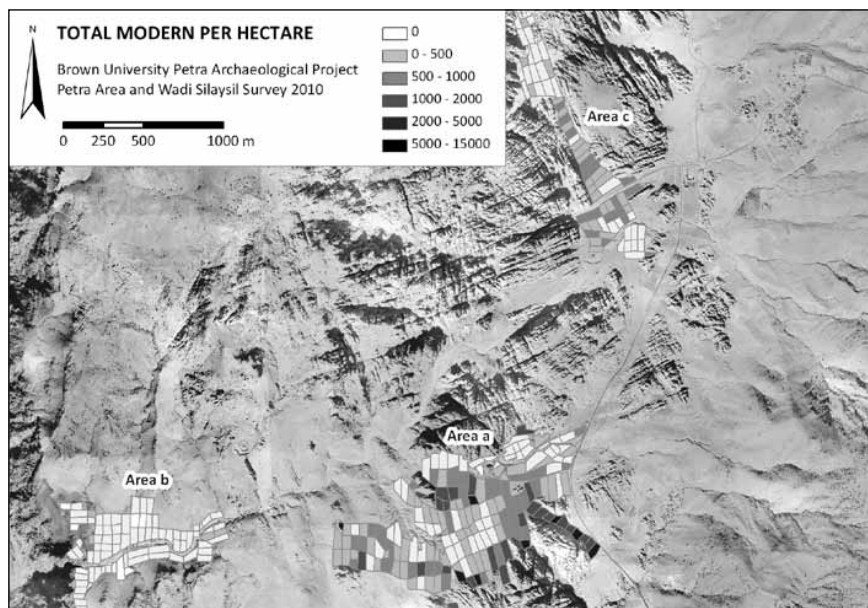 TOTAL MODERN PER HECTARE
Brown University Petra Archaeological Project
Petra Area and Wadi Silaysil Survey 2010
N
0 250 500 1000 m
0
0 - 500
500 - 1000
1000 - 2000
2000 - 5000
5000 - 15000
Area c
Area a
Area b